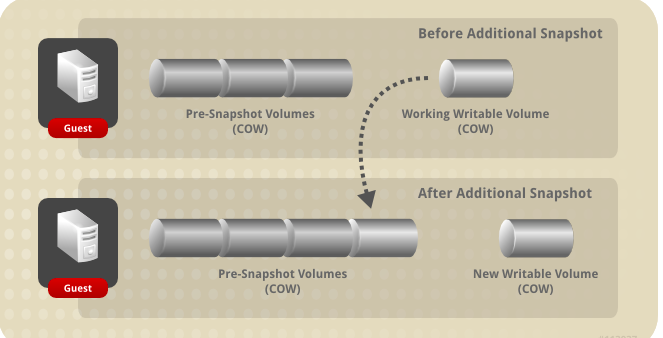 Before Additional Snapshot
Guest
Pre-Snapshot Volumes
(COW)
Working Writable Volume
(COW)
After Additional Snapshot
Guest
Pre-Snapshot Volumes
(COW)
New Writable Volume
(COW)